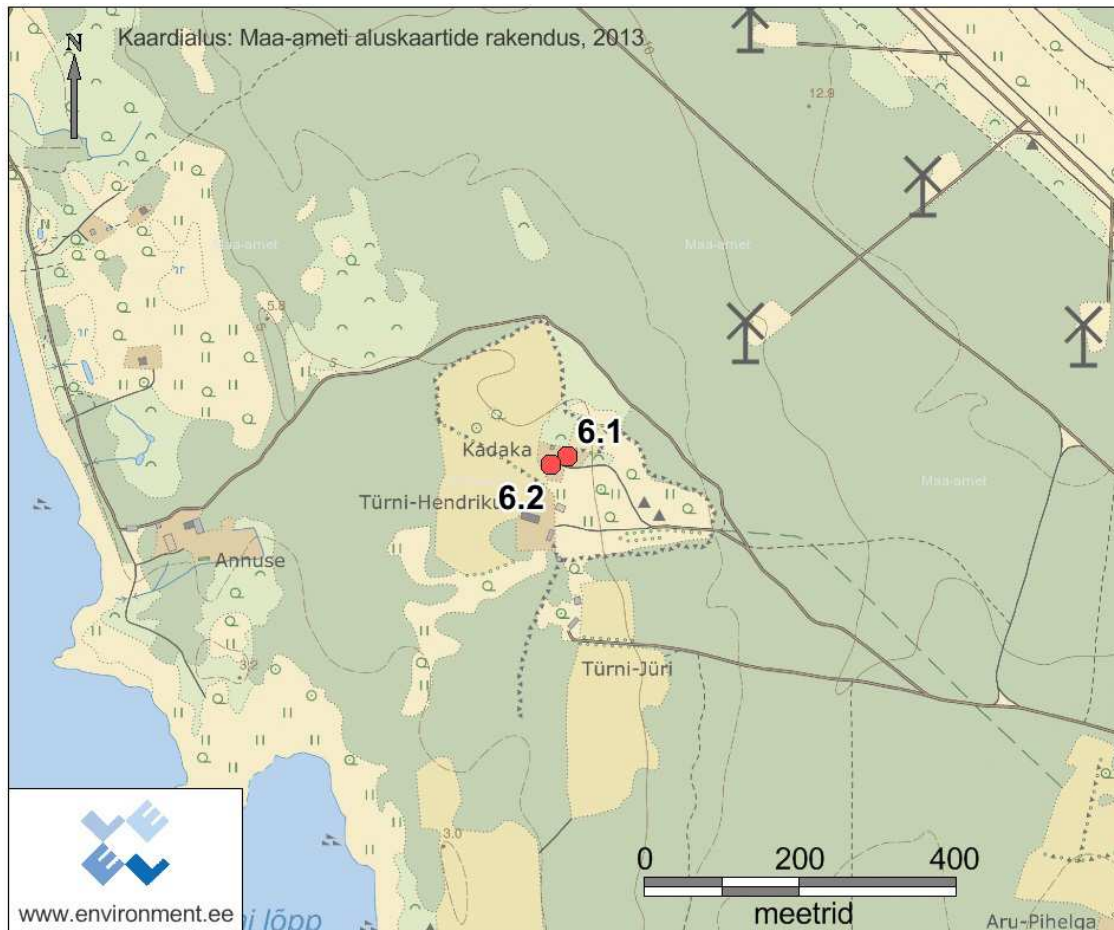 N
Kaardialus: Maa-ameti aluskaartide rakendus, 2013
10
12.9
Maa-amet
Maa-amet
5.8
5
6.1
Kadaka
6.2
Türni-Hendriku
Maa-amet
Annuse
3.2
Türni-Jüri
3.0
0 200 400
meetrid
www.environment.ee
lõpp
Aru-Pihelga